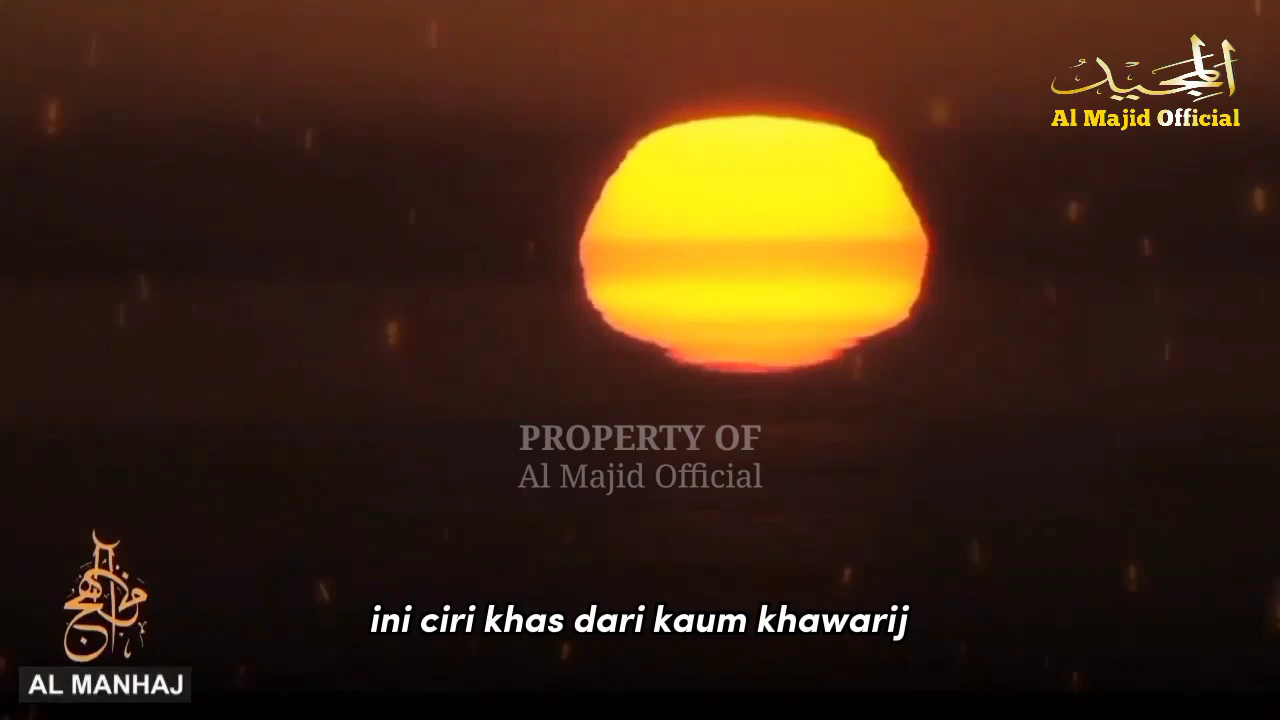 المجيد
Al Majid Official
PROPERTY OF
Al Majid Official
ini ciri khas dari kaum khawarij
AL MANHAJ